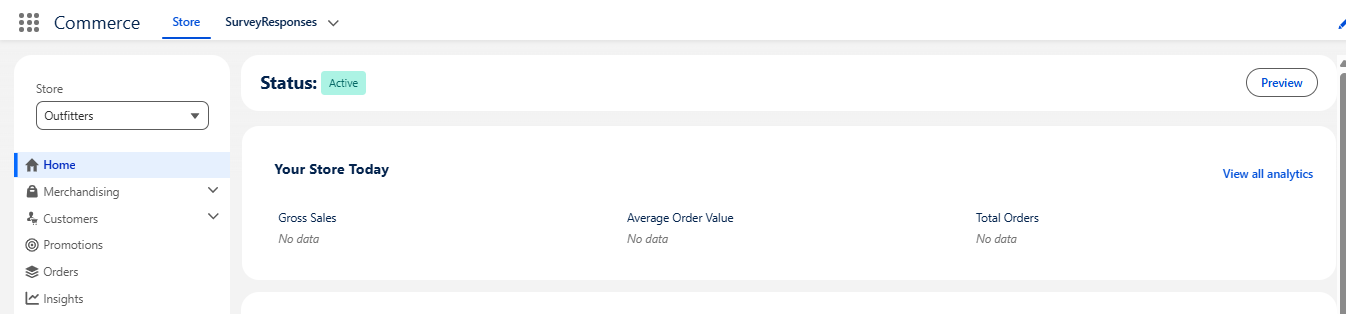 Commerce
Store
SurveyResponses
Store
Outfitters
Home
Merchandising
Customers
Promotions
Orders
Insights
Status: Active
Preview
Your Store Today
View all analytics
Gross Sales
No data
Average Order Value
No data
Total Orders
No data